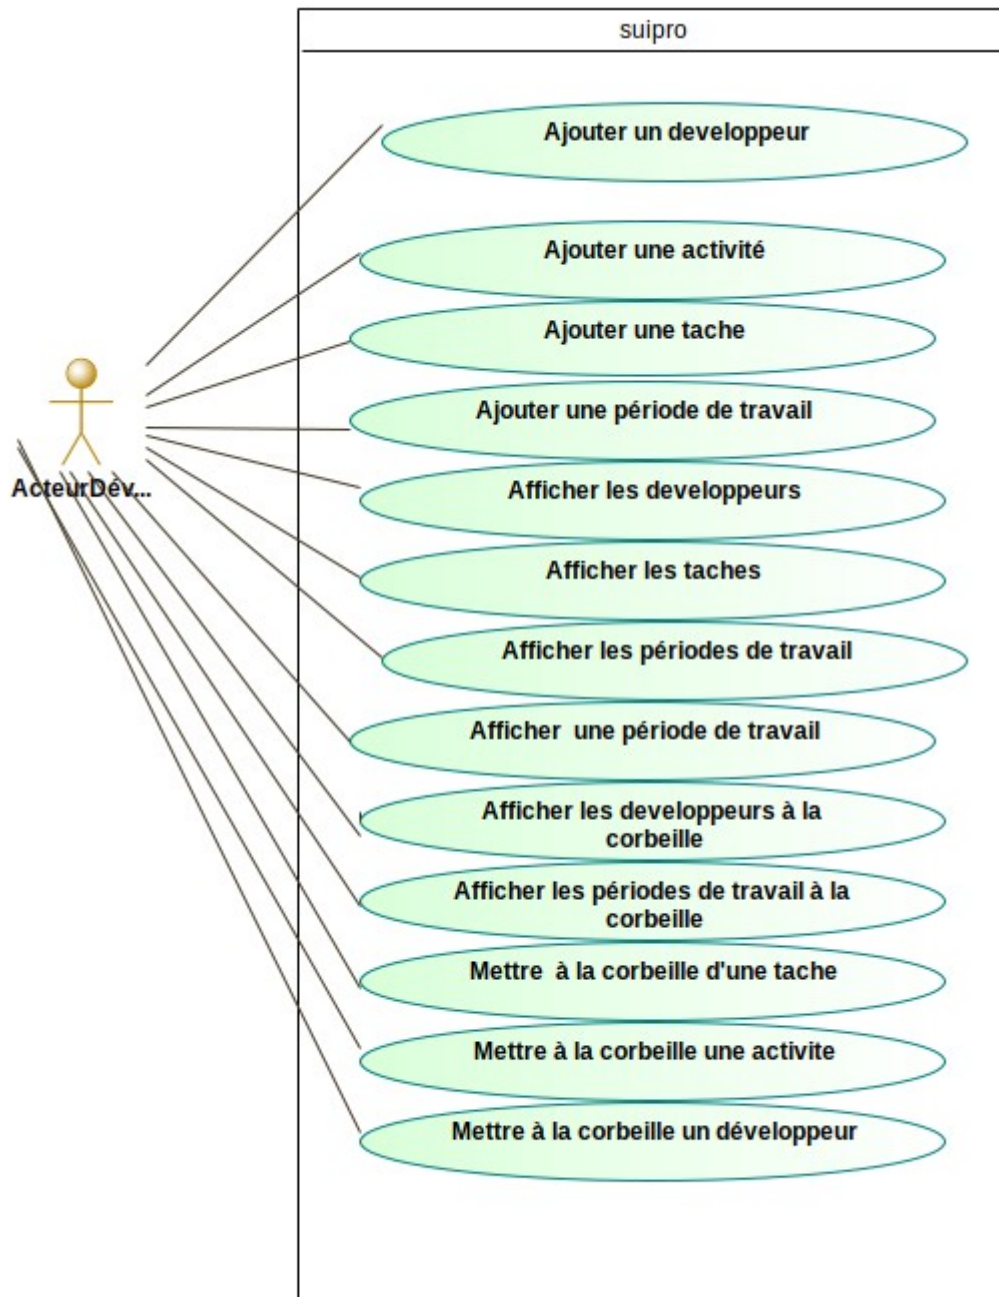 suipro
Ajouter un developpeur
Ajouter une activité
Ajouter une tache
Ajouter une période de travail
ActeurDév...
Afficher les developpeurs
Afficher les taches
Afficher les périodes de travail
Afficher  une période de travail
Afficher les developpeurs à la
corbeille
Afficher les périodes de travail à la
corbeille
Mettre  à la corbeille d'une tache
Mettre à la corbeille une activite
Mettre à la corbeille un développeur